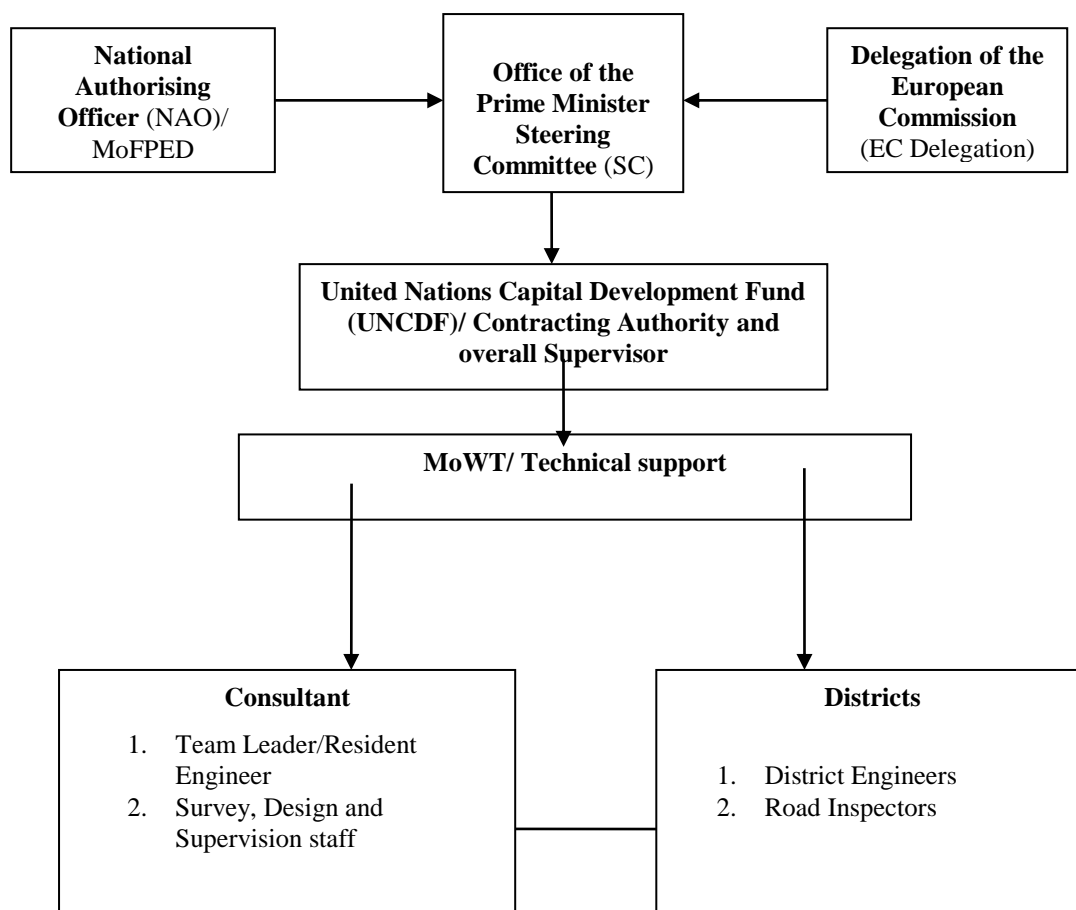 National
Authorising
Officer (NAO)/
MoFPED
Office of the
Prime Minister
Steering
Committee (SC)
Delegation of the
European
Commission
(EC Delegation)
United Nations Capital Development Fund
(UNCDF)/ Contracting Authority and
overall Supervisor
MoWT/ Technical support
Consultant
1. Team Leader/Resident
Engineer
2. Survey, Design and
Supervision staff
Districts
1. District Engineers
2. Road Inspectors